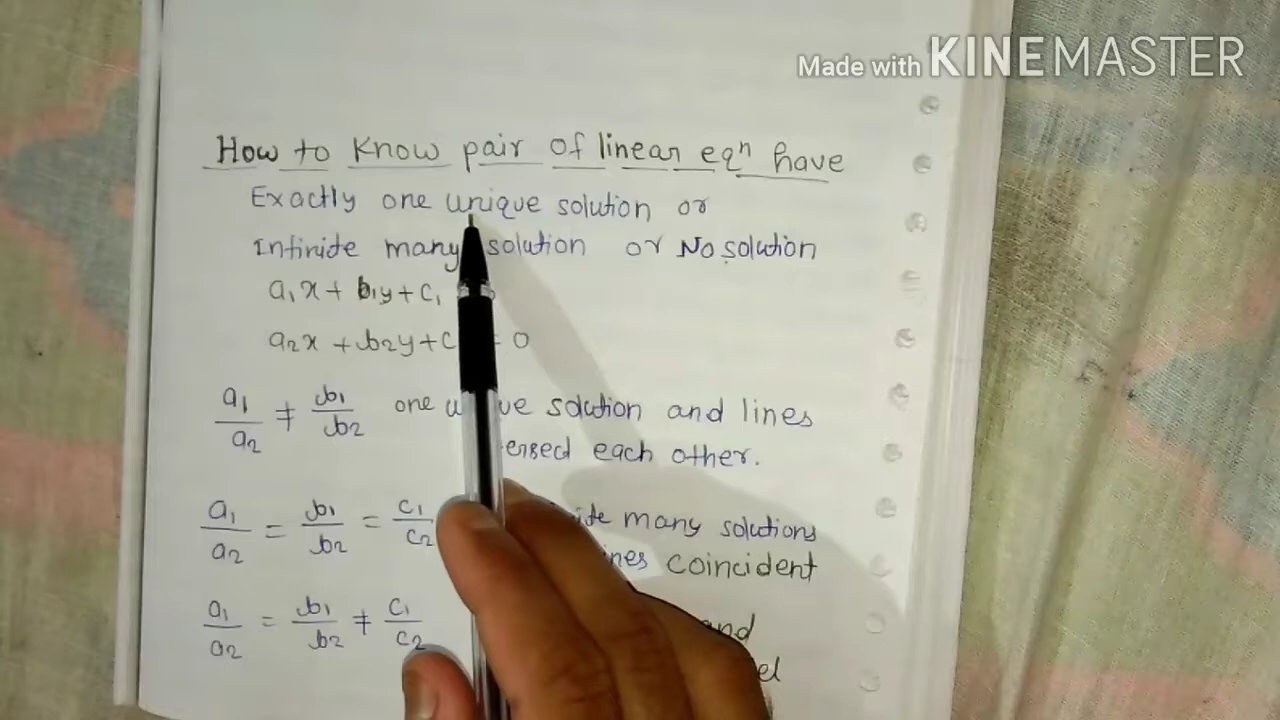 Made with KINEMASTER
How to Know pair of linear eqⁿ have
Exactly one unique solution or
Infinite many solution or No solution
a₁x + b₁y + c₁
a₂x + b₂y + c = 0
a₁/a₂ ≠ b₁/b₂ one solution and lines
each other.
a₁/a₂ = b₁/b₂ = c₁/c₂ many solutions
coincident
a₁/a₂ = b₁/b₂ ≠ c₁/c₂ and